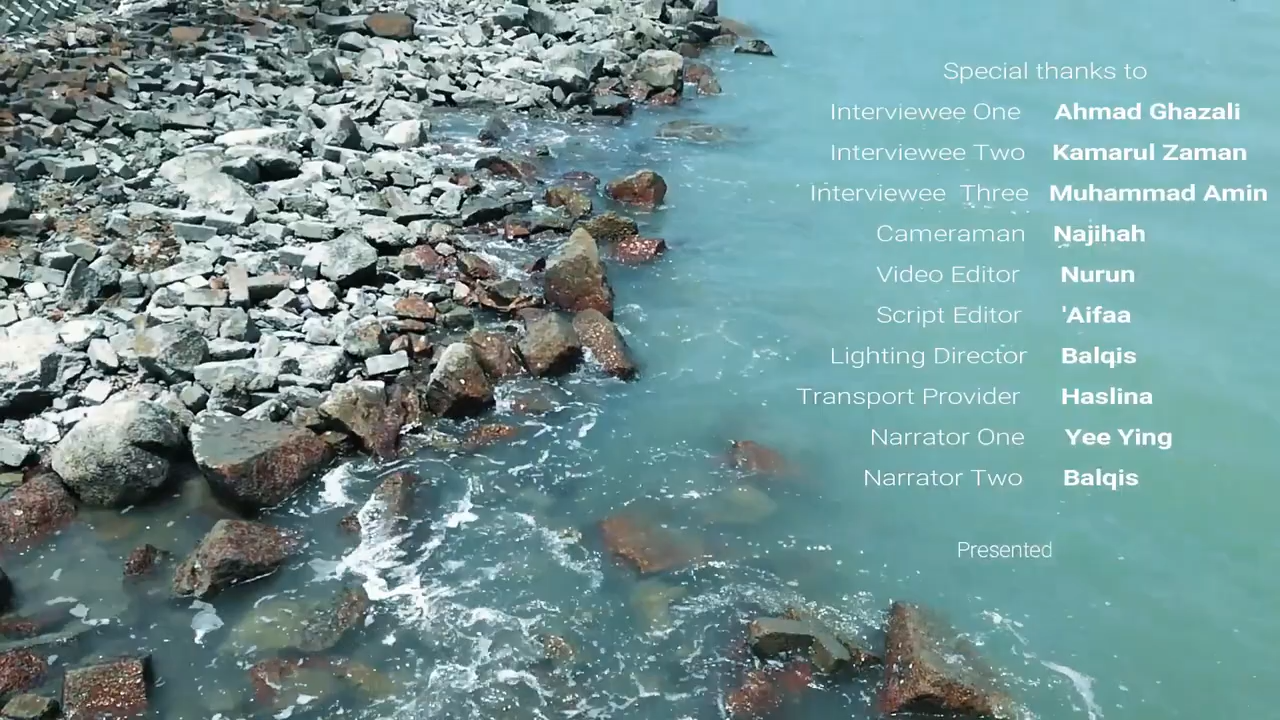 Special thanks to
Interviewee One Ahmad Ghazali
Interviewee Two Kamarul Zaman
Interviewee Three Muhammad Amin
Cameraman Najihah
Video Editor Nurun
Script Editor 'Aifaa
Lighting Director Balqis
Transport Provider Haslina
Narrator One Yee Ying
Narrator Two Balqis
Presented